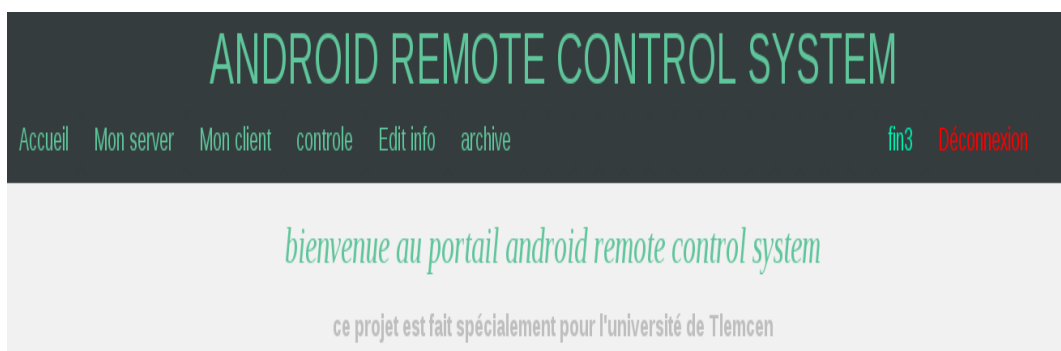 ANDROID REMOTE CONTROL SYSTEM
Accueil Mon server Mon client controle Edit info archive fin3 Déconnexion
bienvenue au portail android remote control system
ce projet est fait spécialement pour l'université de Tlemcen